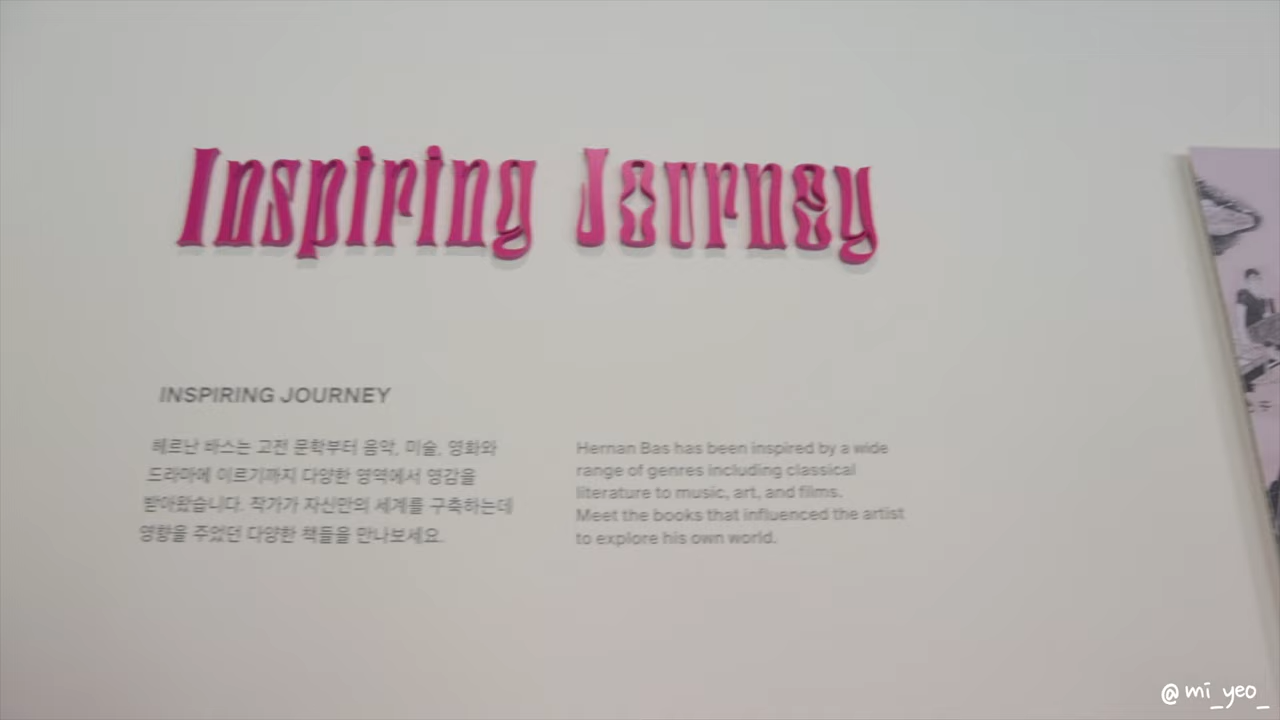 Inspiring Journey
INSPIRING JOURNEY
헤르난 바스는 고전 문학부터 음악, 미술, 영화와
드라마에 이르기까지 다양한 영역에서 영감을
받아왔습니다. 작가가 자신만의 세계를 구축하는데
영향을 주었던 다양한 책들을 만나보세요.
Hernan Bas has been inspired by a wide
range of genres including classical
literature to music, art, and films.
Meet the books that influenced the artist
to explore his own world.
@mi_yeo_